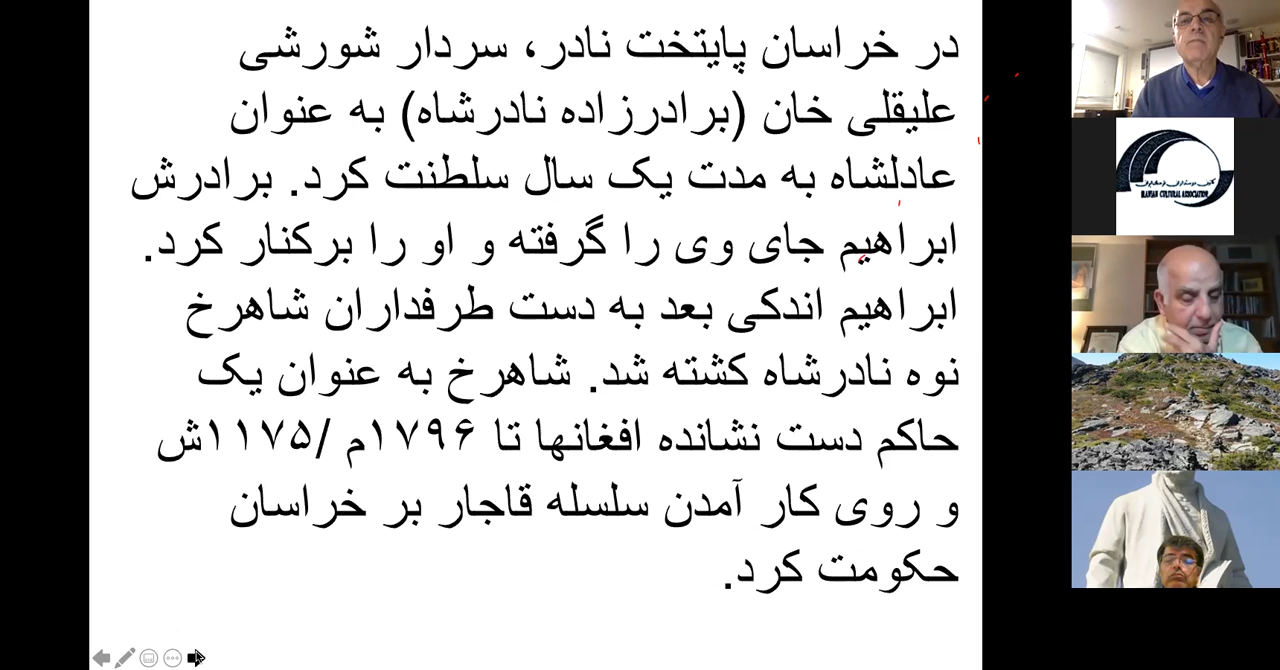 در خراسان پایتخت نادر، سردار شورشی
علیقلی خان (برادرزاده نادرشاه) به عنوان
عادلشاه به مدت یک سال سلطنت کرد. برادرش
ابراهیم جای وی را گرفته و او را برکنار کرد.
ابراهیم اندکی بعد به دست طرفداران شاهرخ
نوه نادرشاه کشته شد. شاهرخ به عنوان یک
حاکم دست نشانده افغانها تا ۱۷۹۶م /۱۱۷۵ش
و روی کار آمدن سلسله قاجار بر خراسان
حکومت کرد.
IRANIAN CULTURAL ASSOCIATION